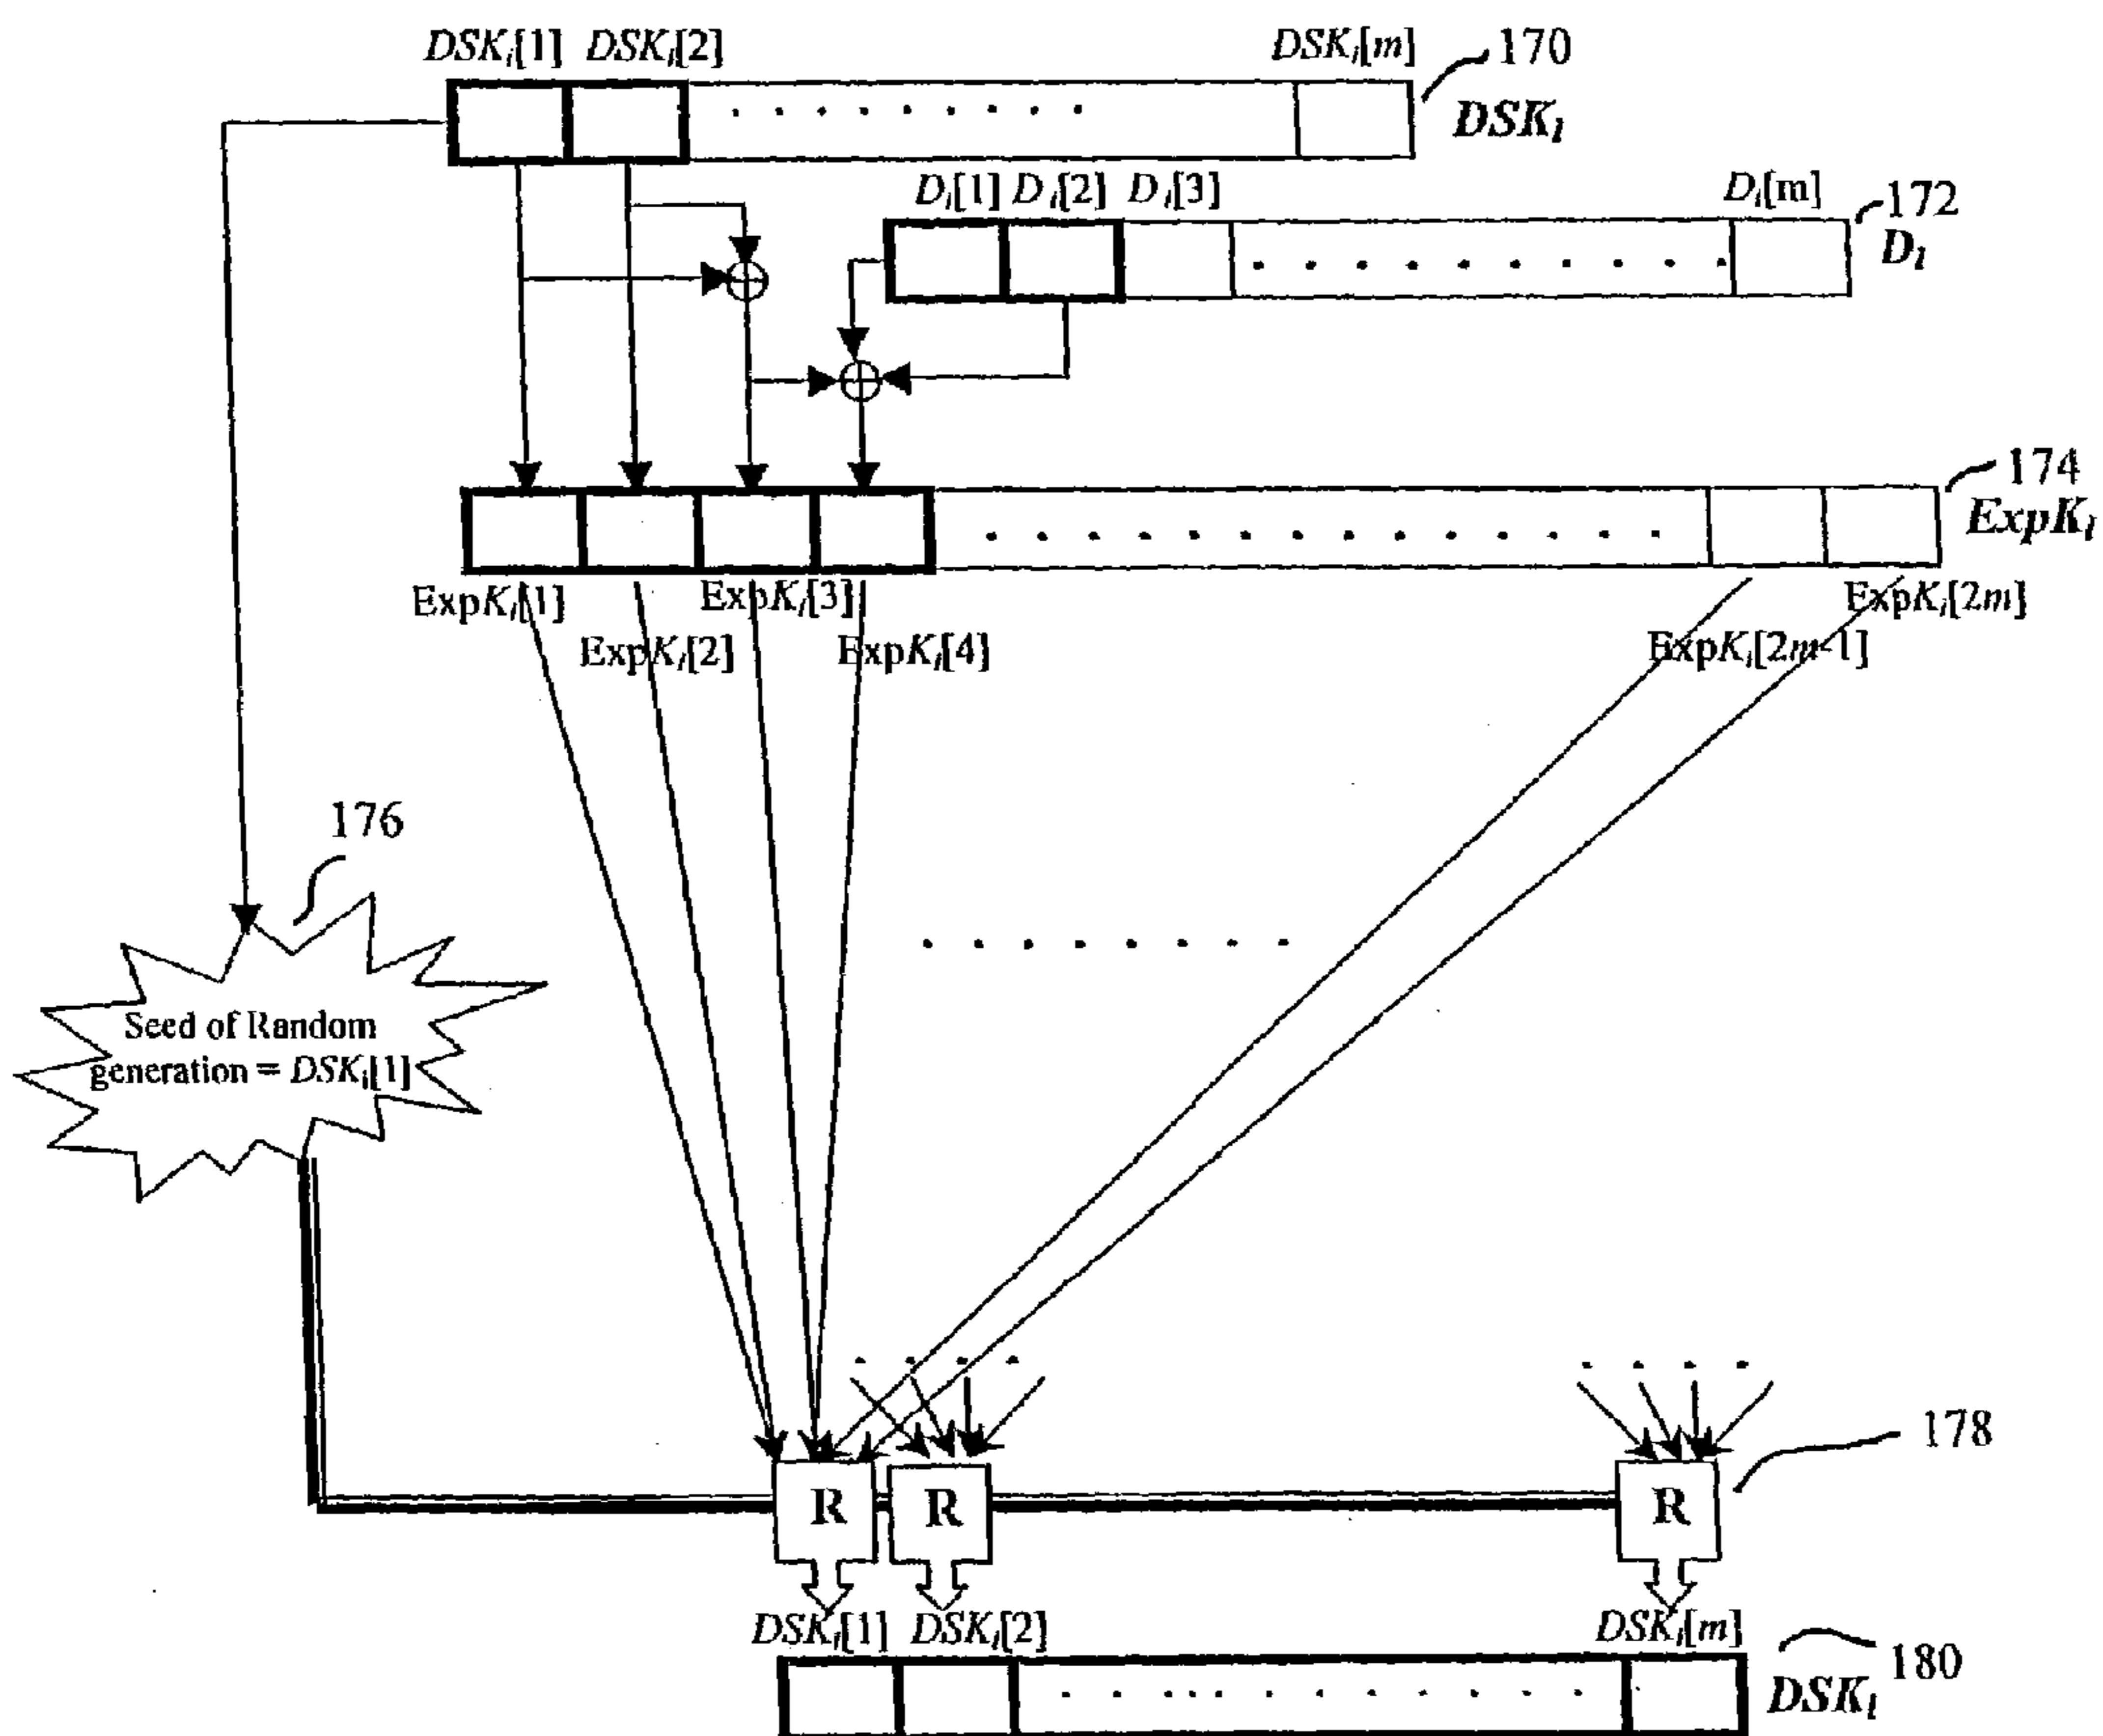 DSKi[1] DSKi[2] DSKi[m] 170
DSKi
Di[1] Di[2] Di[3] Di[m] 172
Di
174
ExpKi
ExpKi[1] ExpKi[3] ExpKi[2m]
ExpKi[2] ExpKi[4] ExpKi[2m-1]
176
Seed of Random
generation = DSKi[1]
178
R R R
DSKi[1] DSKi[2] DSKi[m]
180
DSKi